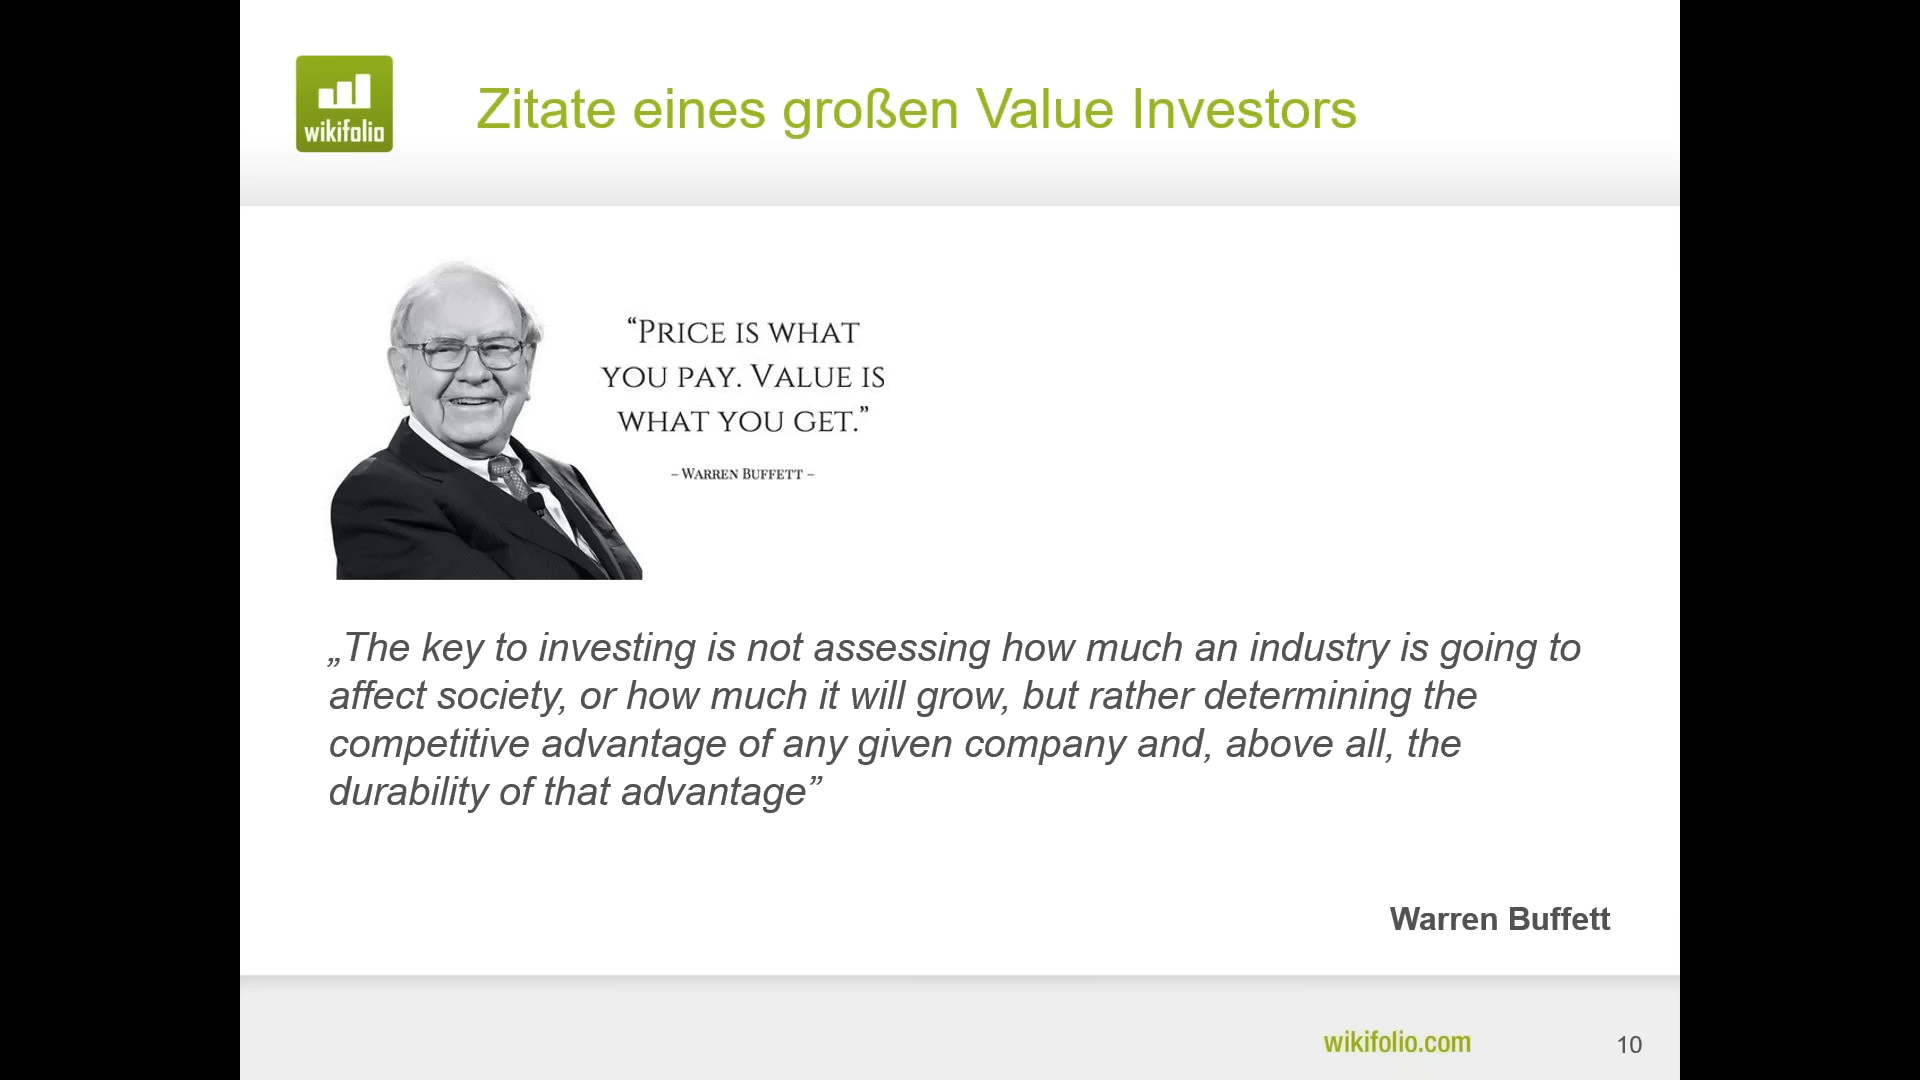 wikifolio
Zitate eines großen Value Investors
“PRICE IS WHAT
YOU PAY. VALUE IS
WHAT YOU GET.”
– WARREN BUFFETT –
„The key to investing is not assessing how much an industry is going to
affect society, or how much it will grow, but rather determining the
competitive advantage of any given company and, above all, the
durability of that advantage”
Warren Buffett
wikifolio.com
10